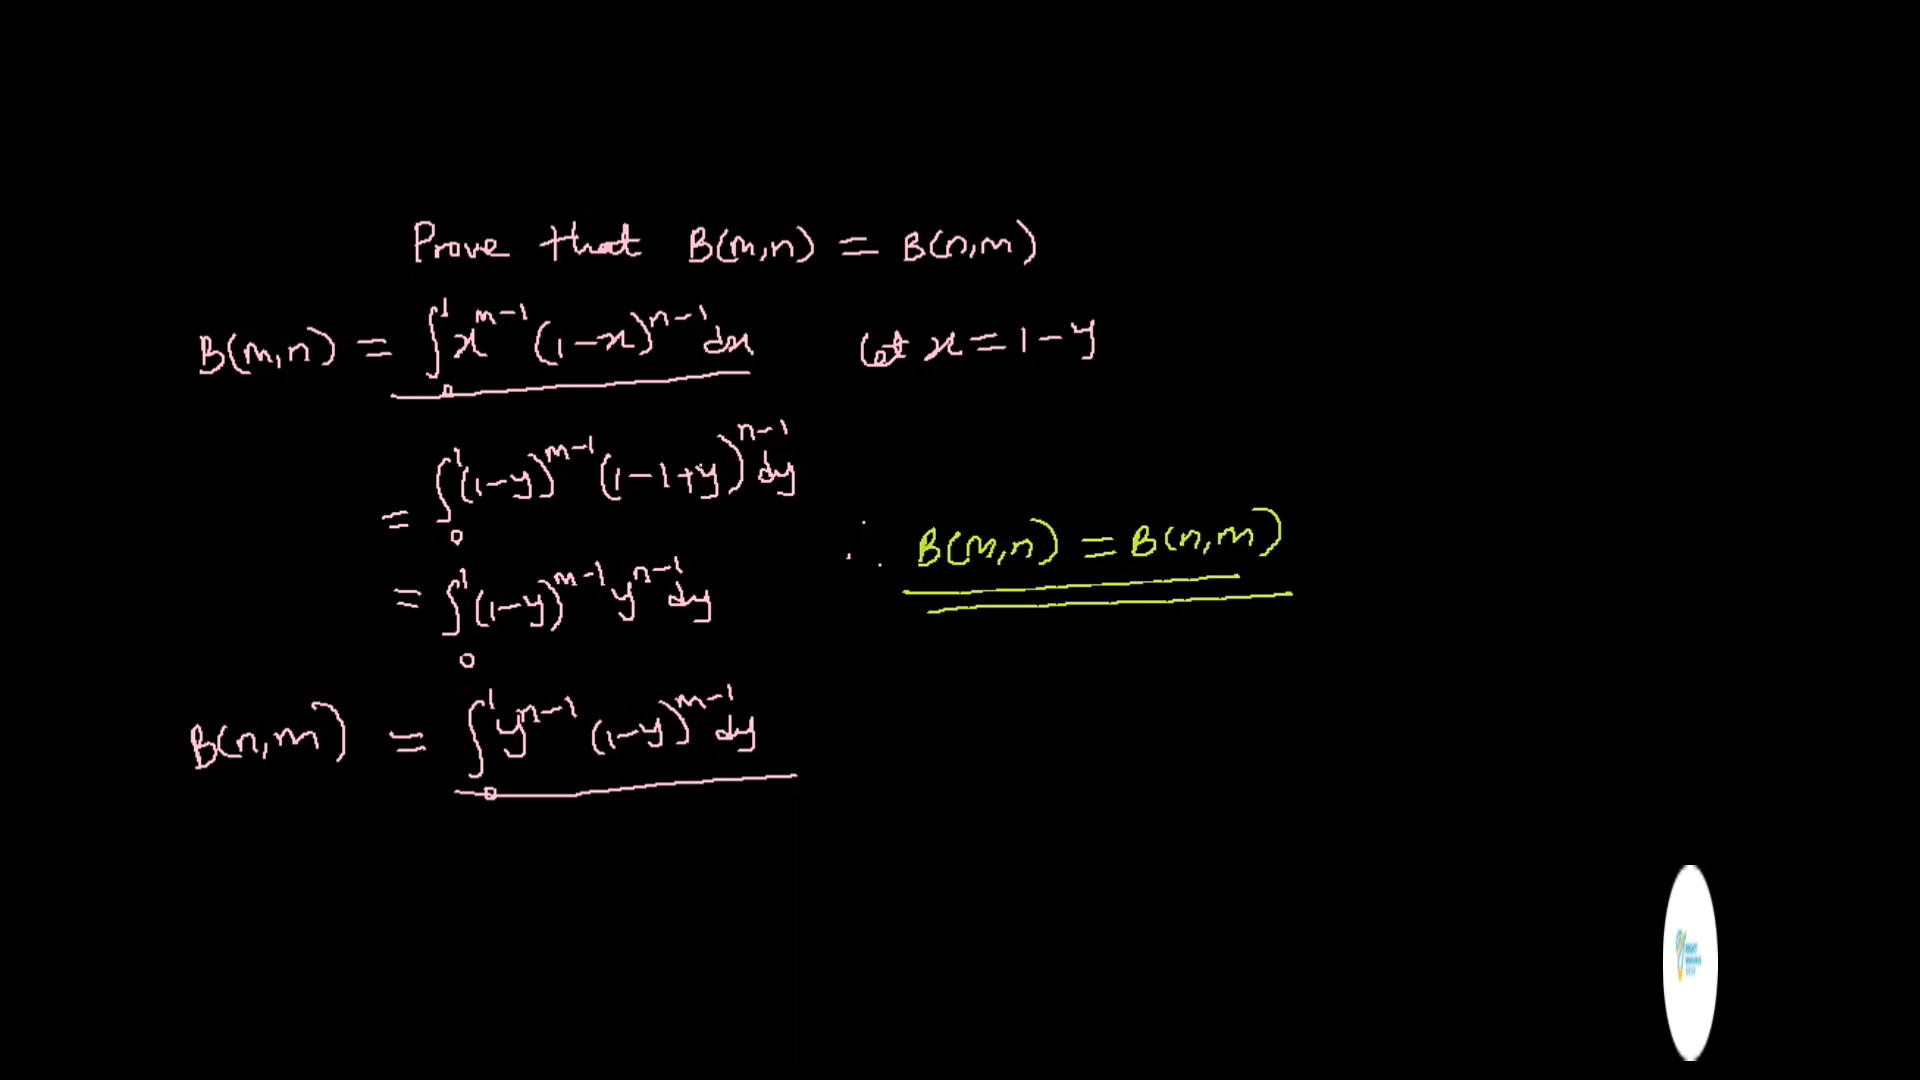 Prove that B(m,n) = B(n,m)
B(m,n) = ∫₀¹ x^{m-1} (1-x)^{n-1} dx let x = 1-y
= ∫₀¹ (1-y)^{m-1} (1-1+y)^{n-1} dy
∴ B(m,n) = B(n,m)
= ∫₀¹ (1-y)^{m-1} y^{n-1} dy
B(n,m) = ∫₀¹ y^{n-1} (1-y)^{m-1} dy